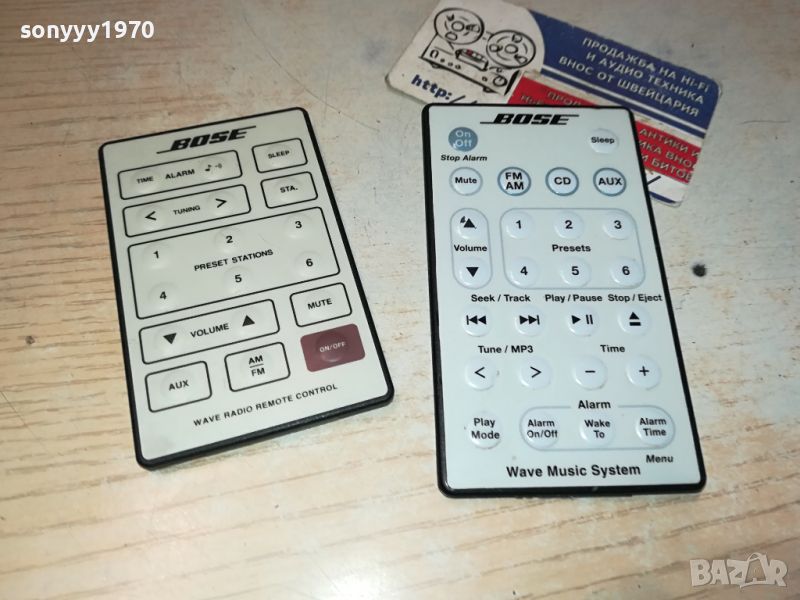 sonyyy1970
ПРОДАЖБА НА Hi-Fi
И АУДИО ТЕХНИКА
ВНОС ОТ ШВЕЙЦАРИЯ
http:/
BOSE
TIME ALARM
SLEEP
< TUNING >
STA.
1 2 3
PRESET STATIONS
4 5 6
VOLUME
MUTE
AUX
AM
FM
ON/OFF
WAVE RADIO REMOTE CONTROL
BOSE
On
Off
Sleep
Stop Alarm
Mute
FM
AM
CD
AUX
Volume
1 2 3
Presets
4 5 6
Seek / Track Play / Pause Stop / Eject
Tune / MP3 Time
< > − +
Alarm
Play
Mode
Alarm
On/Off
Wake
To
Alarm
Time
Menu
Wave Music System
BAZAR